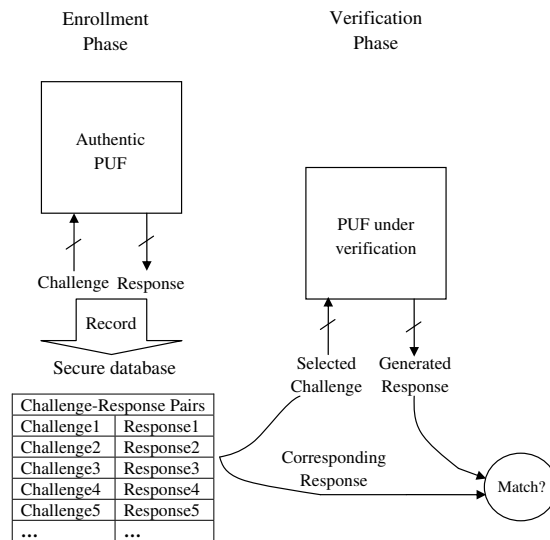 Enrollment
Phase
Verification
Phase
Authentic
PUF
Challenge
Response
Record
Secure database
PUF under
verification
Selected
Challenge
Generated
Response
Challenge-Response Pairs
Challenge1 Response1
Challenge2 Response2
Challenge3 Response3
Challenge4 Response4
Challenge5 Response5
... ...
Corresponding
Response
Match?